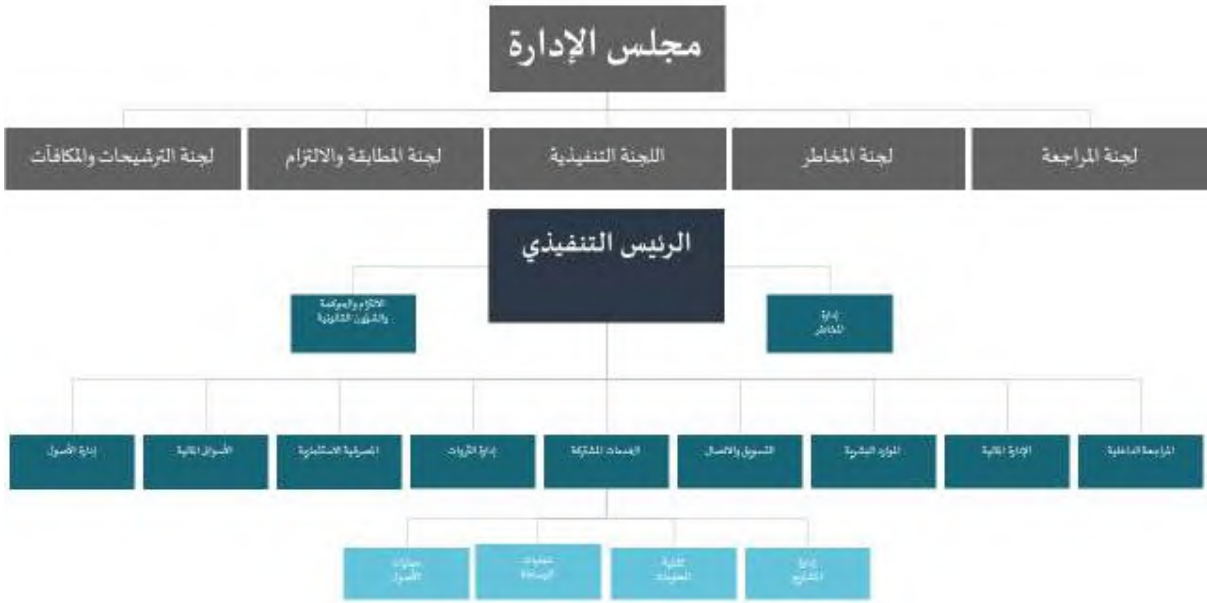 مجلس الإدارة
لجنة المراجعة
لجنة المخاطر
اللجنة التنفيذية
لجنة المطابقة والالتزام
لجنة الترشيحات والمكافآت
الرئيس التنفيذي
إدارة
المخاطر
الالتزام والحوكمة
والشؤون القانونية
المراجعة الداخلية
الإدارة المالية
الموارد البشرية
التسويق والاتصال
الخدمات المشتركة
إدارة الثروات
المصرفية الاستثمارية
الأسواق المالية
إدارة الأصول
إدارة
المشاريع
تقنية
المعلومات
عمليات
الوساطة
عمليات
الأصول